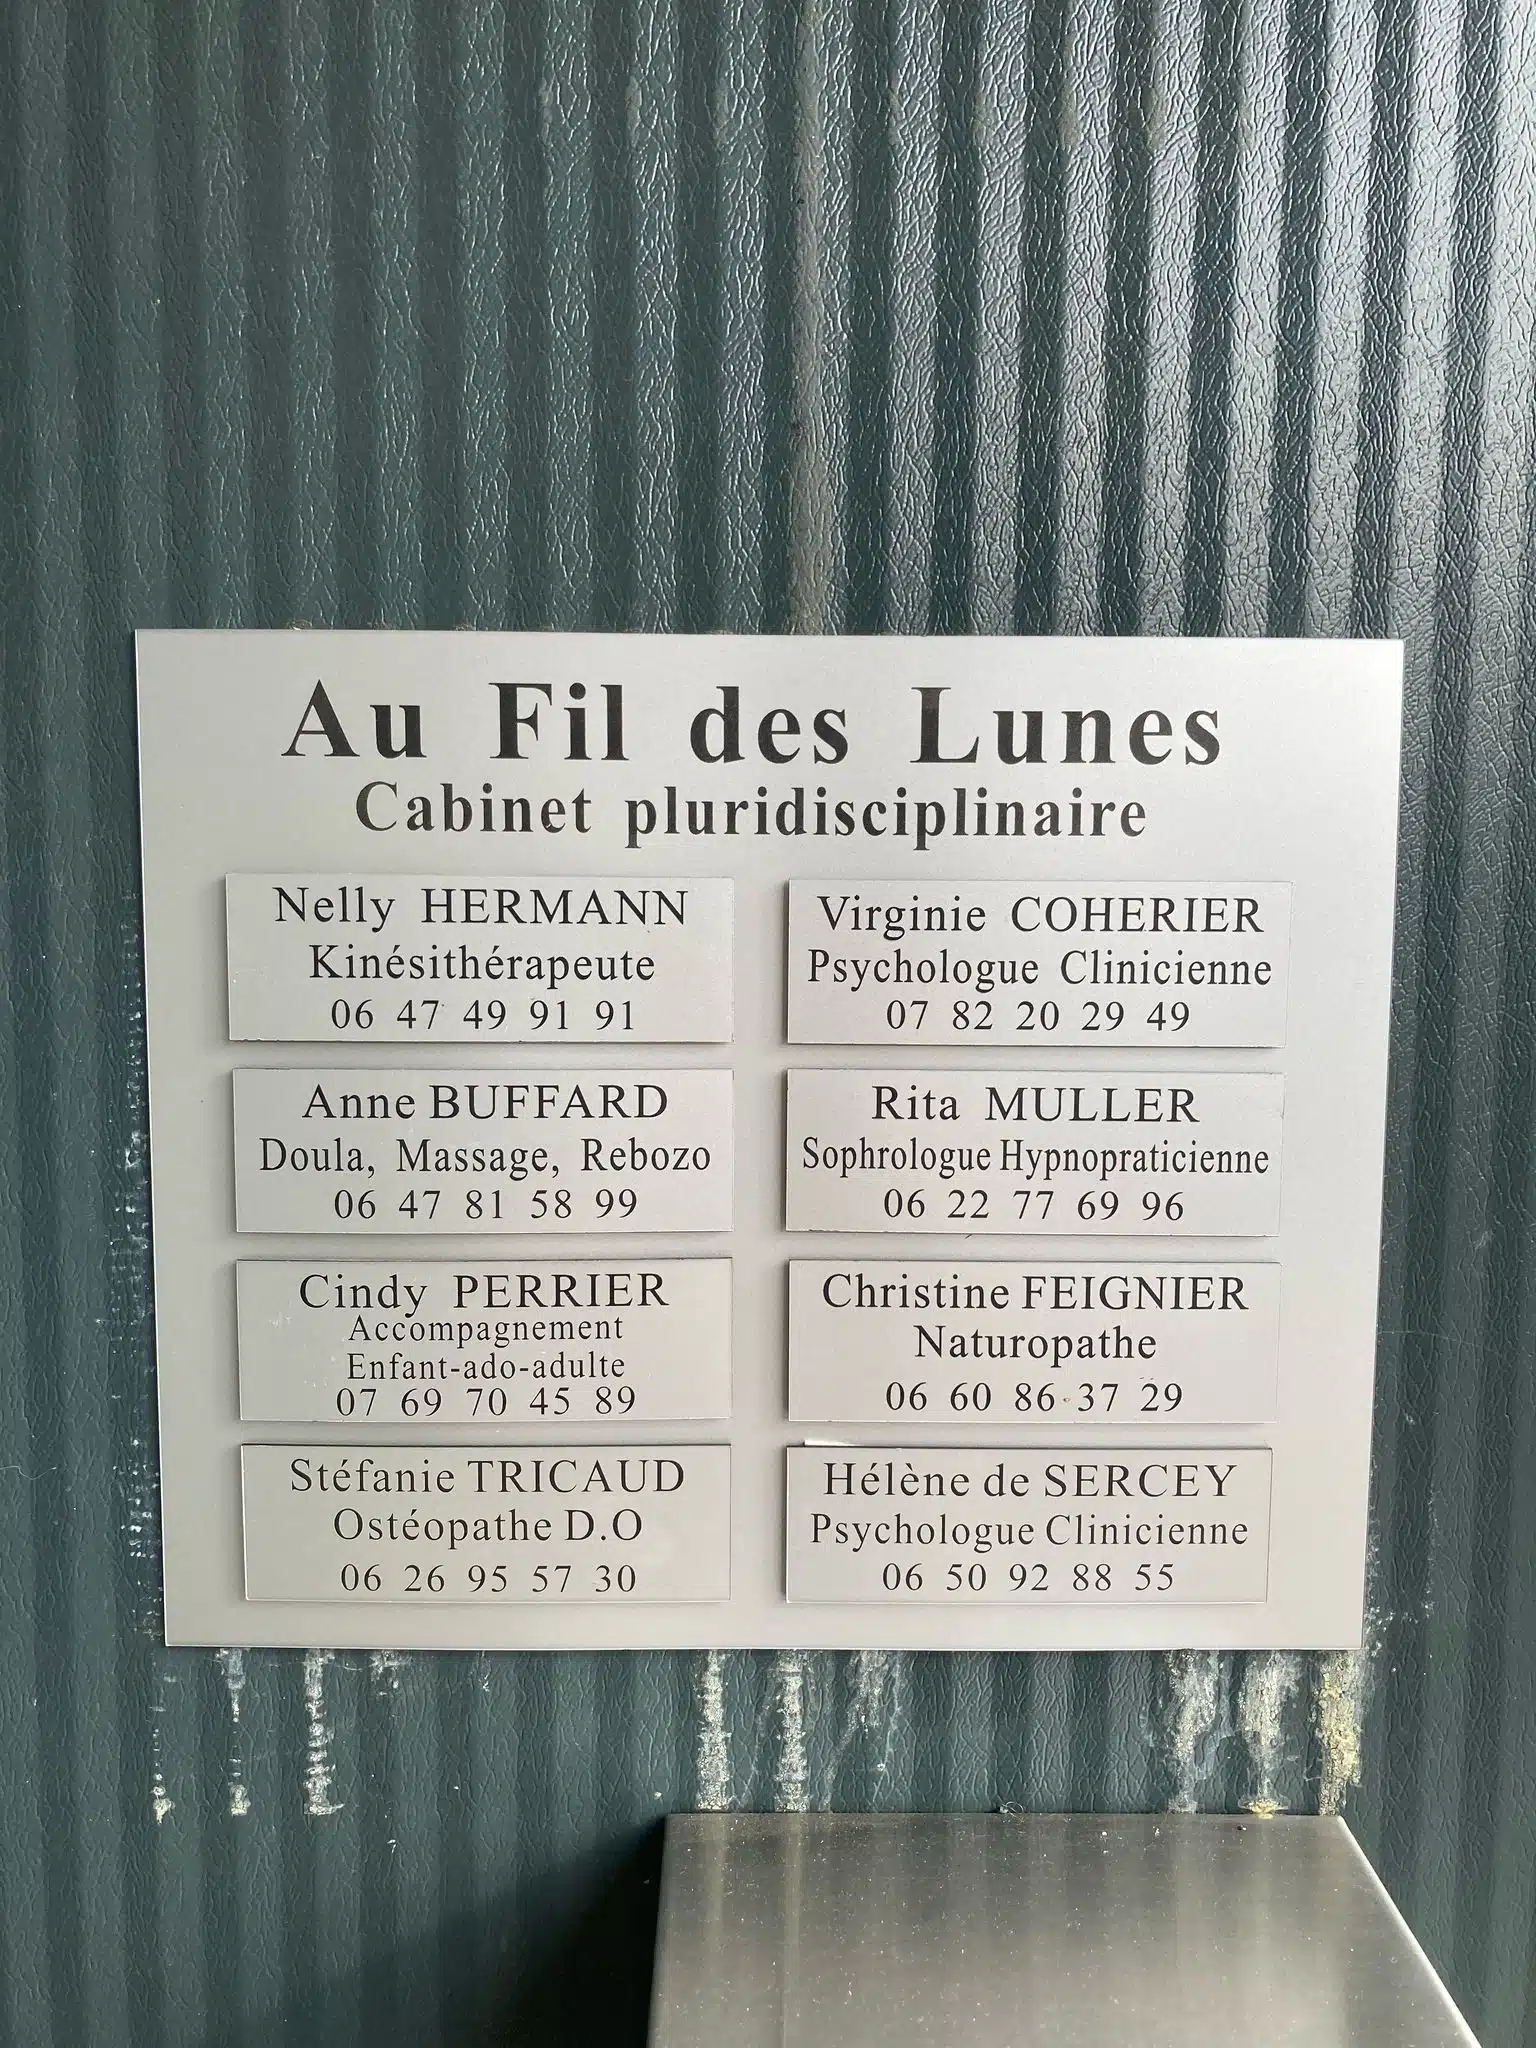 Au Fil des Lunes
Cabinet pluridisciplinaire
Nelly HERMANN
Kinésithérapeute
06 47 49 91 91
Virginie COHERIER
Psychologue Clinicienne
07 82 20 29 49
Anne BUFFARD
Doula, Massage, Rebozo
06 47 81 58 99
Rita MULLER
Sophrologue Hypnopraticienne
06 22 77 69 96
Cindy PERRIER
Accompagnement
Enfant-ado-adulte
07 69 70 45 89
Christine FEIGNIER
Naturopathe
06 60 86 37 29
Stéfanie TRICAUD
Ostéopathe D.O
06 26 95 57 30
Hélène de SERCEY
Psychologue Clinicienne
06 50 92 88 55